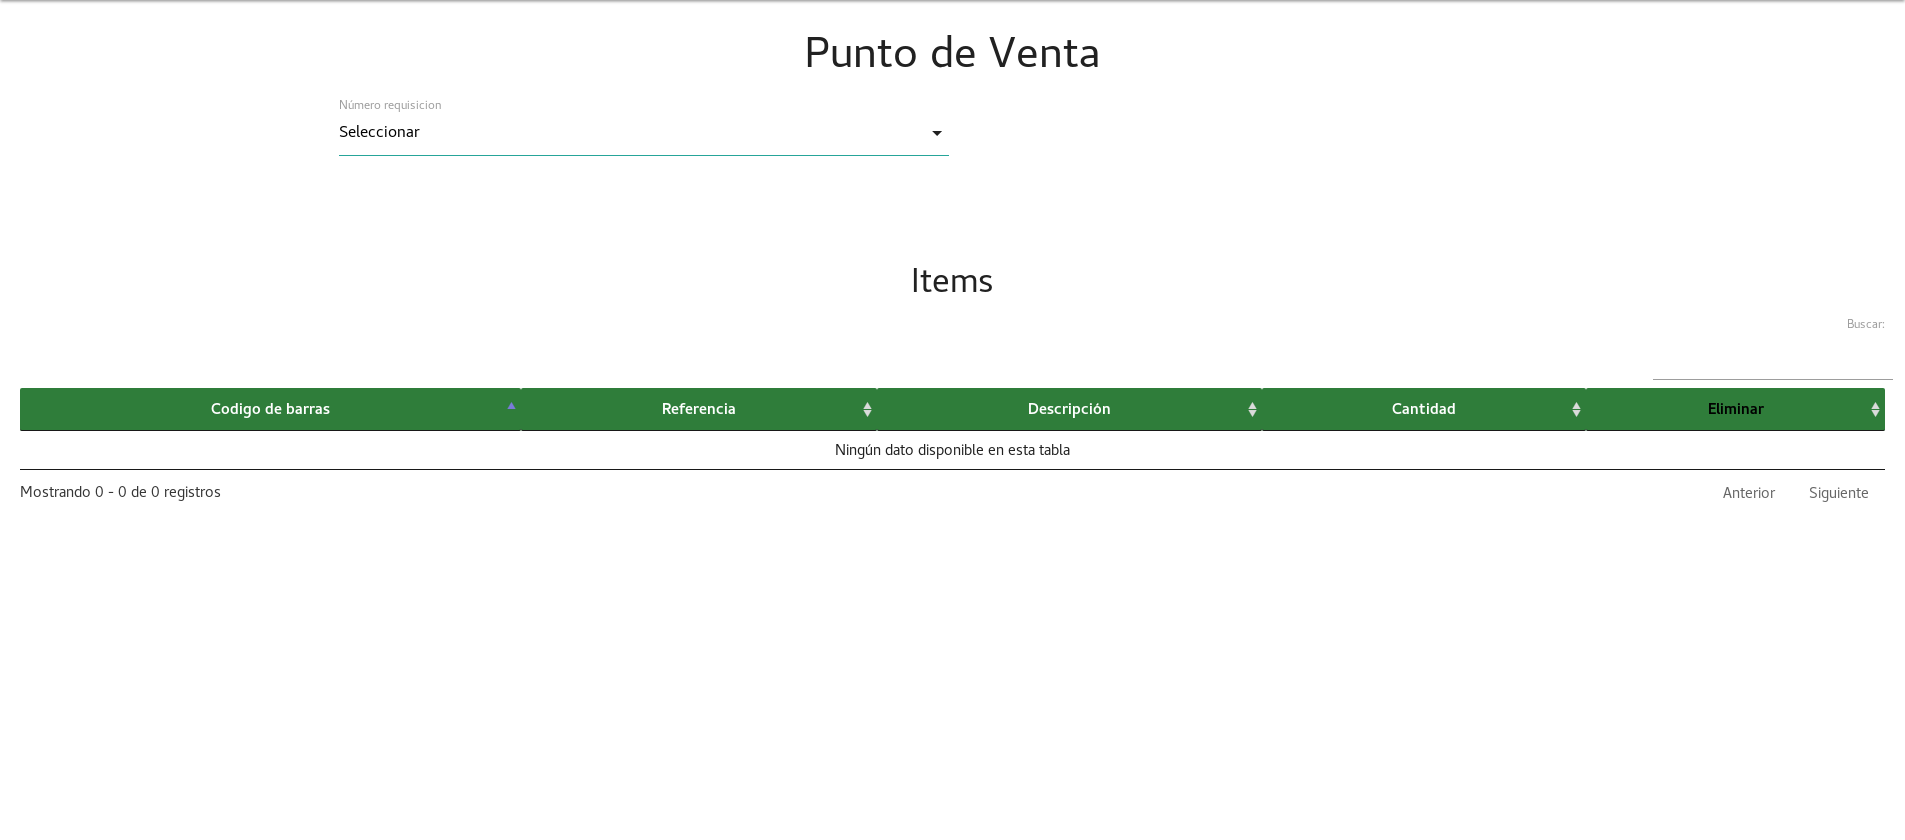 Punto de Venta
Número requisicion
Seleccionar
Items
Buscar:
Codigo de barras Referencia Descripción Cantidad Eliminar
Ningún dato disponible en esta tabla
Mostrando 0 - 0 de 0 registros Anterior Siguiente